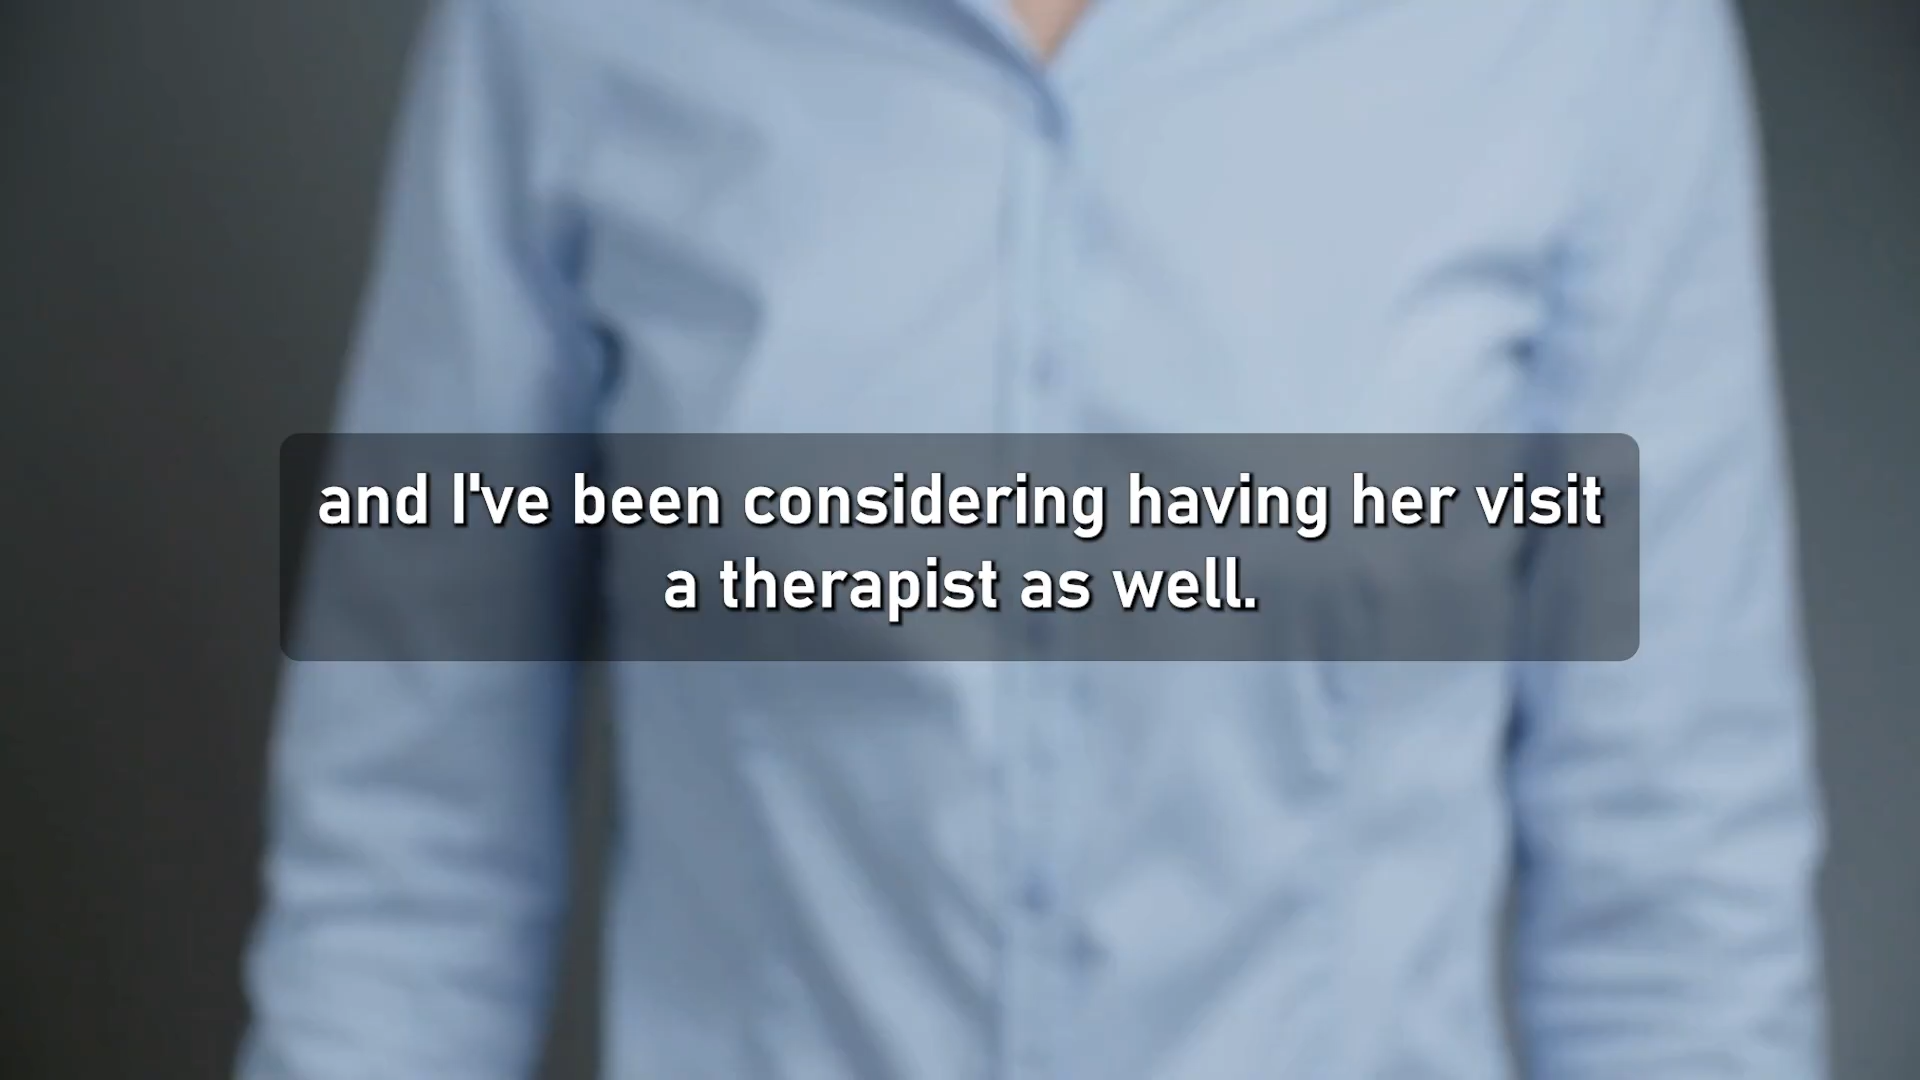 and I've been considering having her visit
a therapist as well.